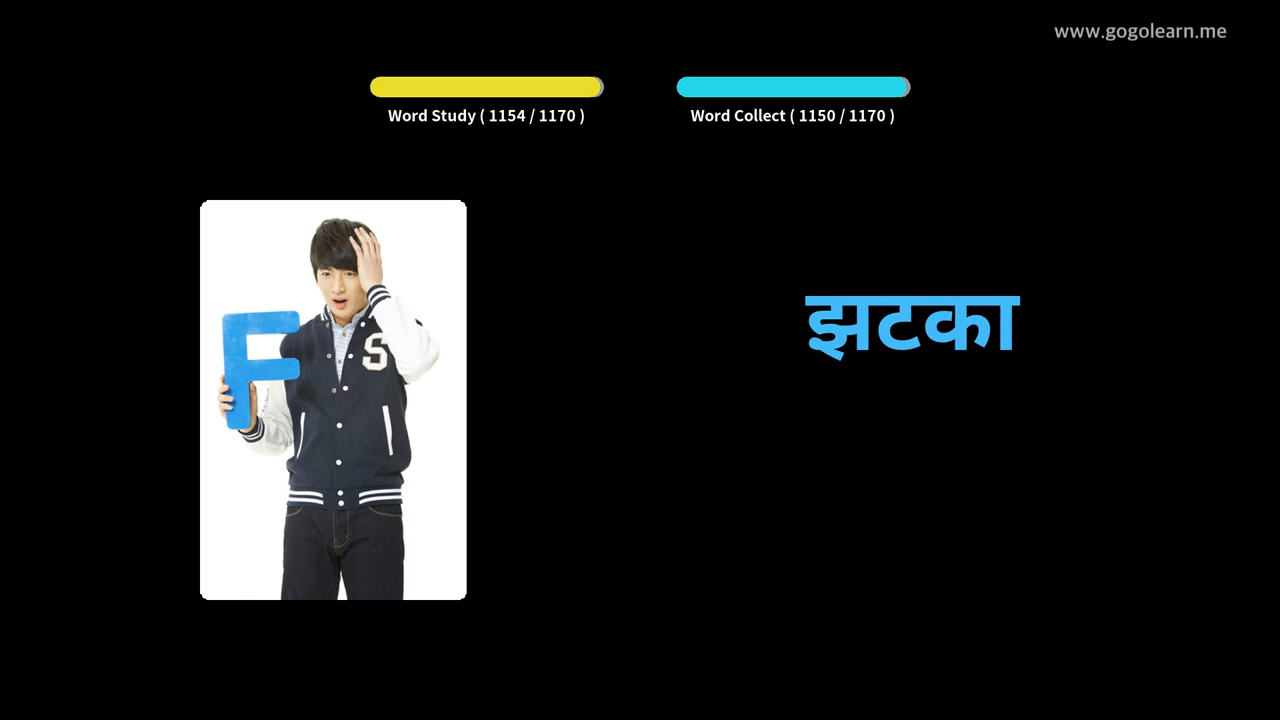 www.gogolearn.me
Word Study ( 1154 / 1170 )
Word Collect ( 1150 / 1170 )
F
S
झटका